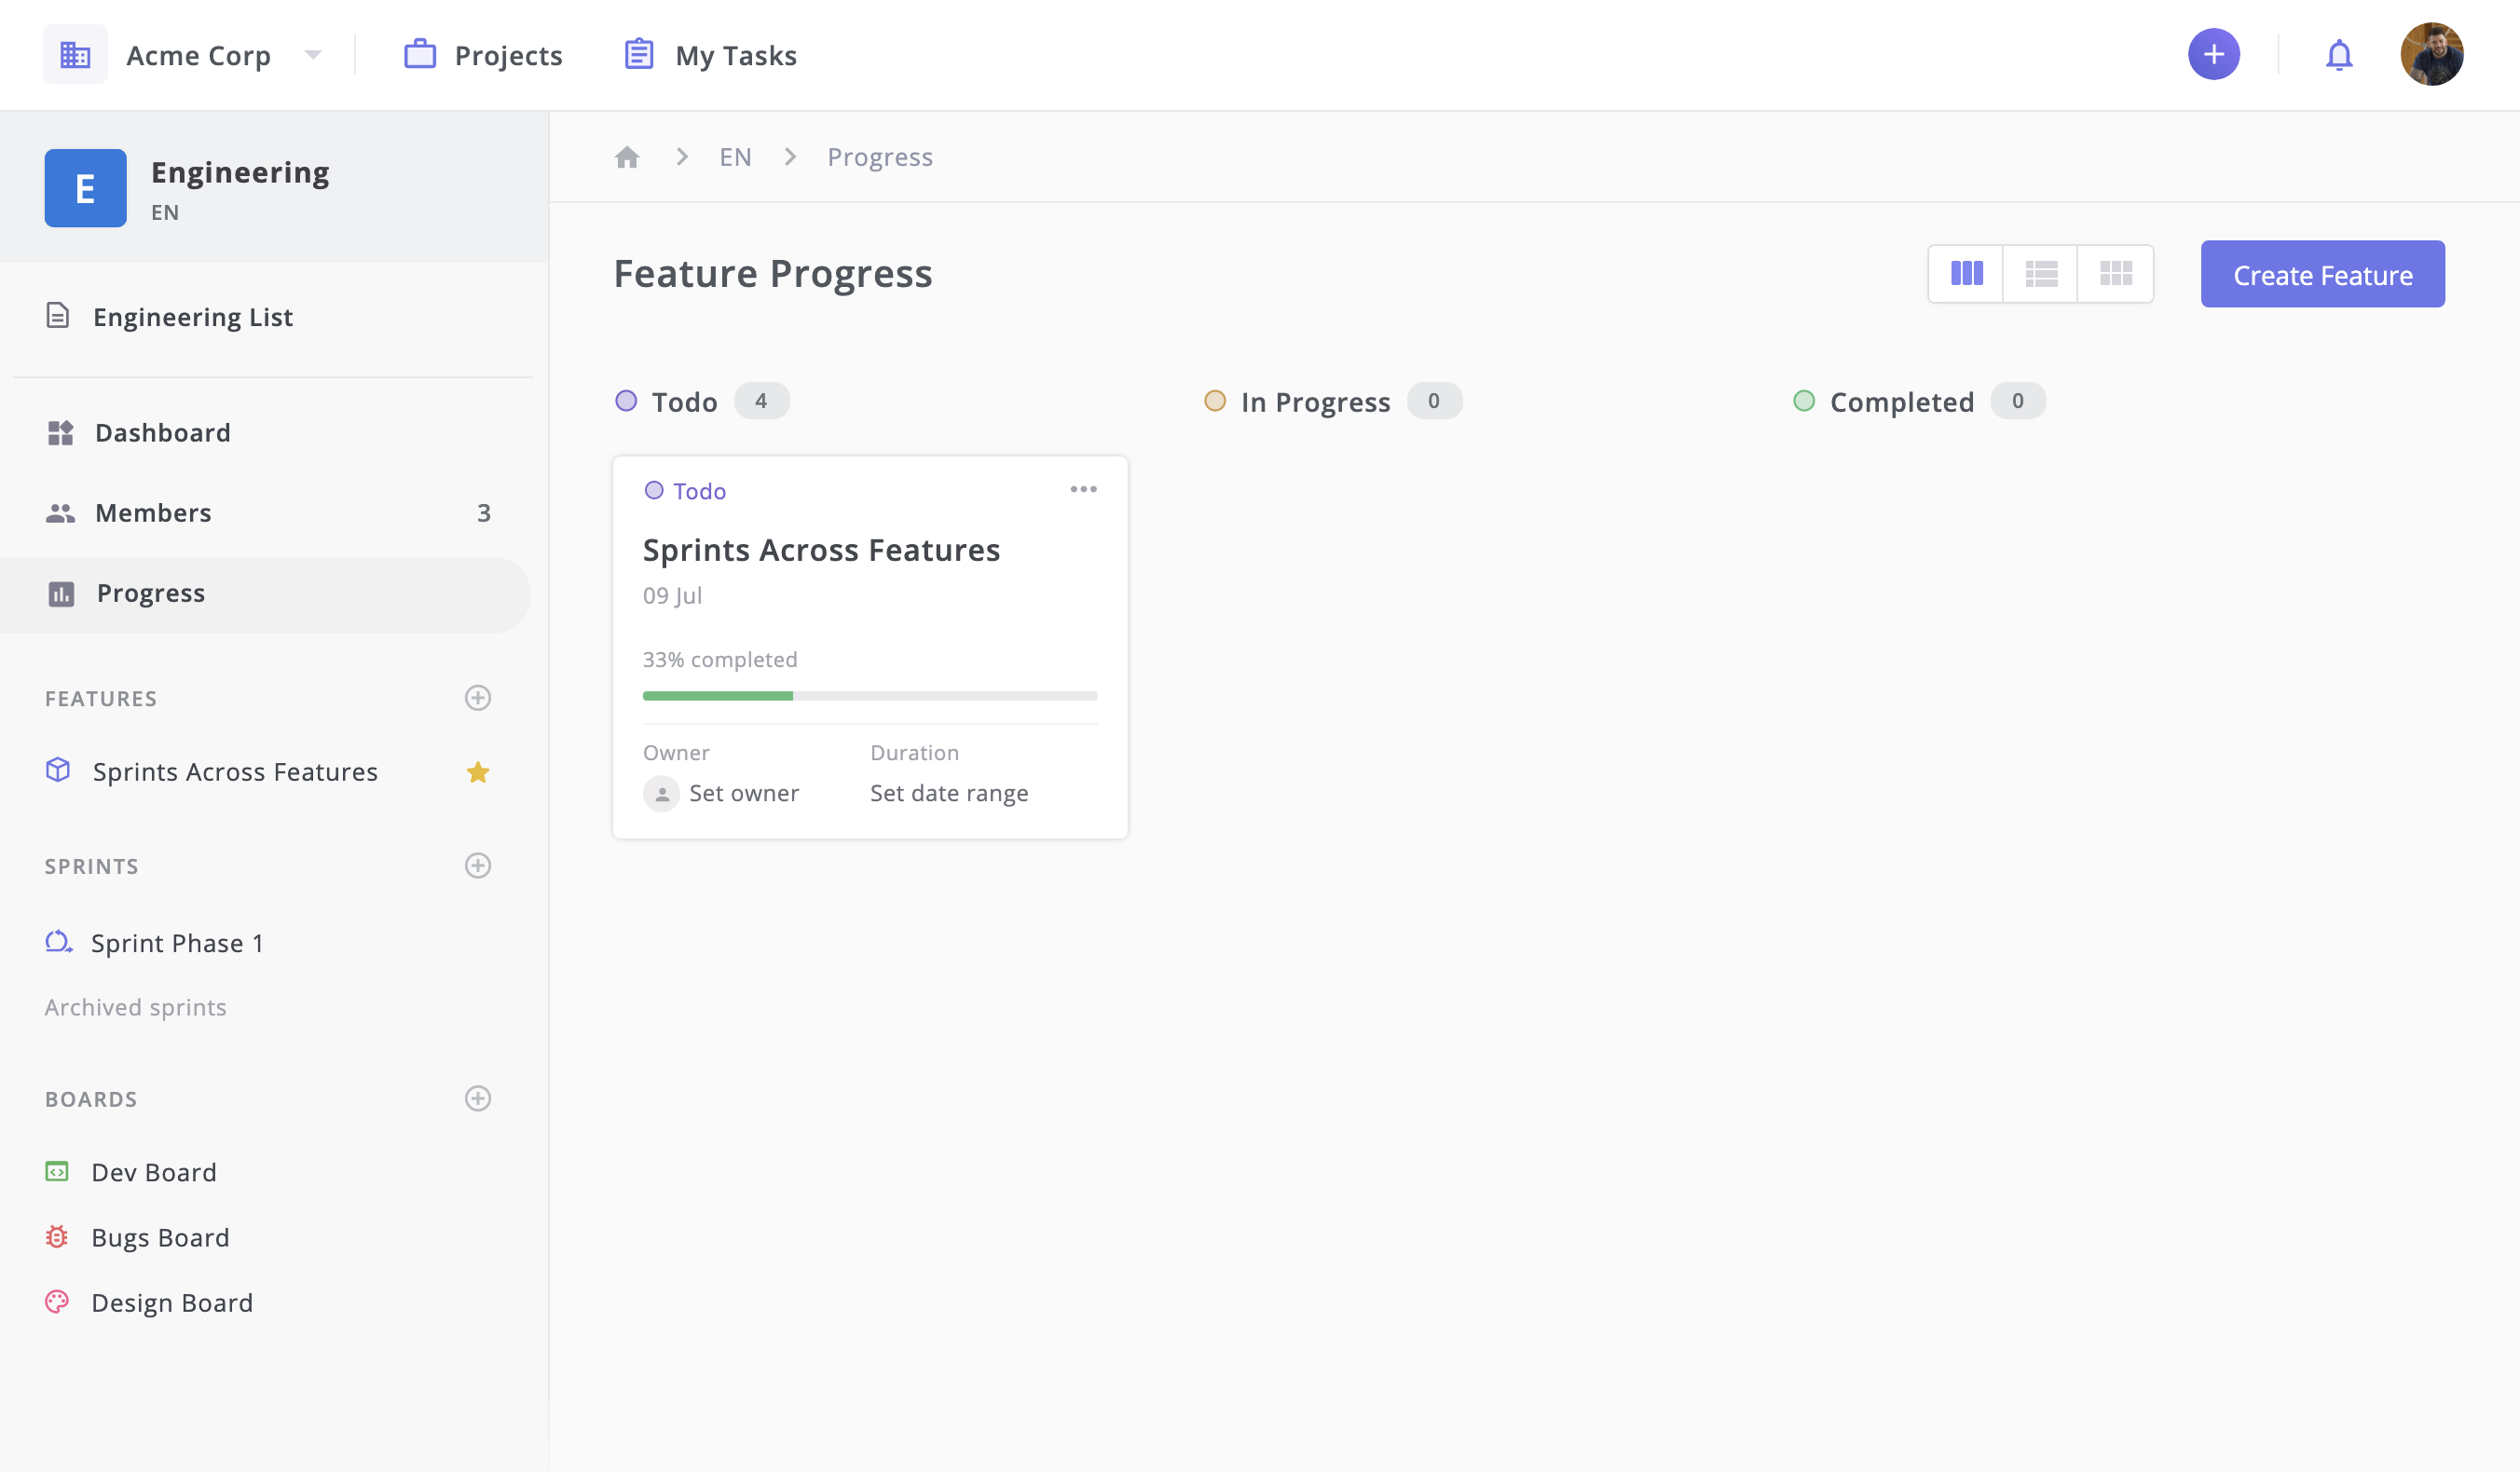 Acme Corp
Projects
My Tasks
E
Engineering
EN
Engineering List
Dashboard
Members 3
Progress
FEATURES
Sprints Across Features
SPRINTS
Sprint Phase 1
Archived sprints
BOARDS
Dev Board
Bugs Board
Design Board
EN
Progress
Feature Progress
Create Feature
Todo 4
In Progress 0
Completed 0
Todo
Sprints Across Features
09 Jul
33% completed
Owner
Duration
Set owner
Set date range